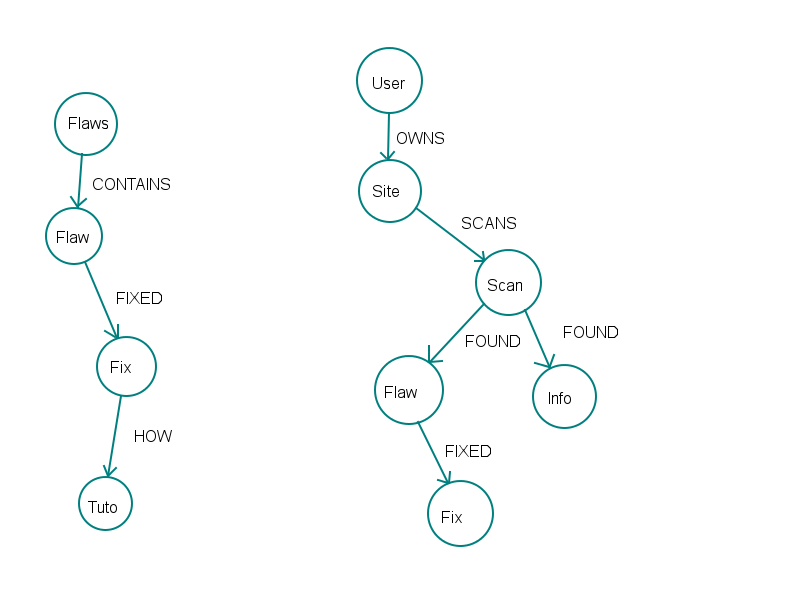 Flaws
CONTAINS
Flaw
FIXED
Fix
HOW
Tuto
User
OWNS
Site
SCANS
Scan
FOUND
FOUND
Flaw
Info
FIXED
Fix